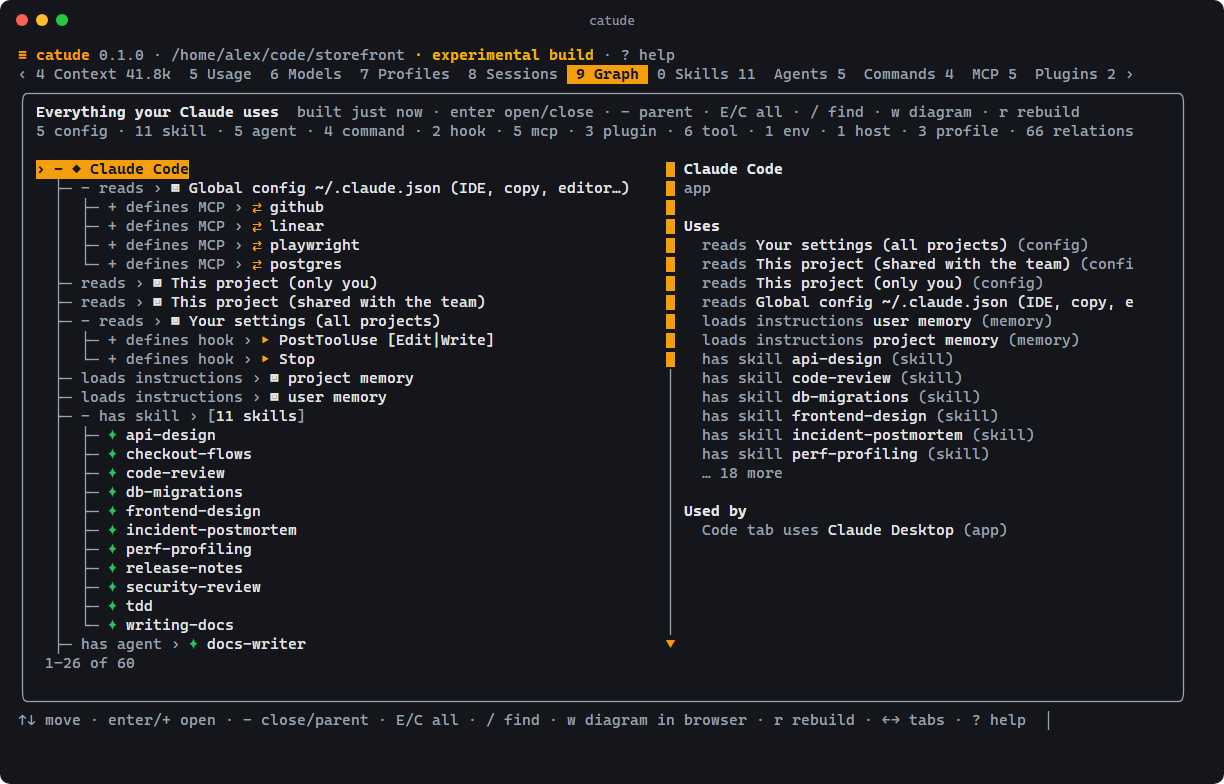 catude
≡ catude 0.1.0 · /home/alex/code/storefront · experimental build · ? help
‹ 4 Context 41.8k 5 Usage 6 Models 7 Profiles 8 Sessions 9 Graph 0 Skills 11 Agents 5 Commands 4 MCP 5 Plugins 2 ›
Everything your Claude uses built just now · enter open/close · − parent · E/C all · / find · w diagram · r rebuild
5 config · 11 skill · 5 agent · 4 command · 2 hook · 5 mcp · 3 plugin · 6 tool · 1 env · 1 host · 3 profile · 66 relations
› − ◆ Claude Code
− reads › ◘ Global config ~/.claude.json (IDE, copy, editor…)
+ defines MCP › ⇄ github
+ defines MCP › ⇄ linear
+ defines MCP › ⇄ playwright
+ defines MCP › ⇄ postgres
reads › ◘ This project (only you)
reads › ◘ This project (shared with the team)
− reads › ◘ Your settings (all projects)
+ defines hook › ▸ PostToolUse [Edit|Write]
+ defines hook › ▸ Stop
loads instructions › ◘ project memory
loads instructions › ◘ user memory
− has skill › [11 skills]
✦ api-design
✦ checkout-flows
✦ code-review
✦ db-migrations
✦ frontend-design
✦ incident-postmortem
✦ perf-profiling
✦ release-notes
✦ security-review
✦ tdd
✦ writing-docs
has agent › ✦ docs-writer
1−26 of 60
Claude Code
app
Uses
reads Your settings (all projects) (config)
reads This project (shared with the team) (confi
reads This project (only you) (config)
reads Global config ~/.claude.json (IDE, copy, e
loads instructions user memory (memory)
loads instructions project memory (memory)
has skill api-design (skill)
has skill code-review (skill)
has skill db-migrations (skill)
has skill frontend-design (skill)
has skill incident-postmortem (skill)
has skill perf-profiling (skill)
… 18 more
Used by
Code tab uses Claude Desktop (app)
↑↓ move · enter/+ open · − close/parent · E/C all · / find · w diagram in browser · r rebuild · ←→ tabs · ? help